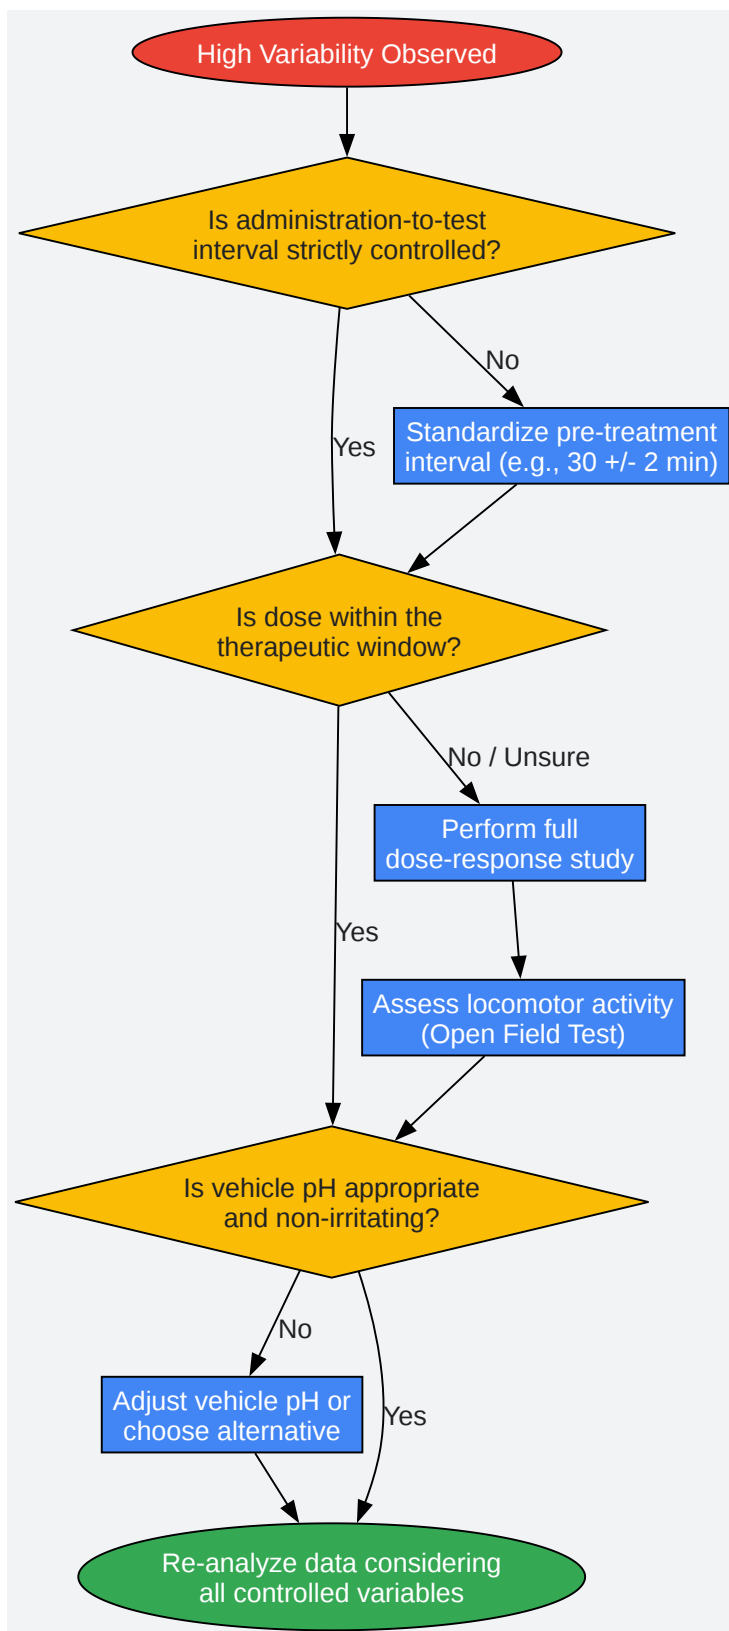 High Variability Observed
Is administration-to-test
interval strictly controlled?
No
Standardize pre-treatment
interval (e.g., 30 +/- 2 min)
Yes
Is dose within the
therapeutic window?
No / Unsure
Perform full
dose-response study
Yes
Assess locomotor activity
(Open Field Test)
Is vehicle pH appropriate
and non-irritating?
No
Adjust vehicle pH or
choose alternative
Yes
Re-analyze data considering
all controlled variables